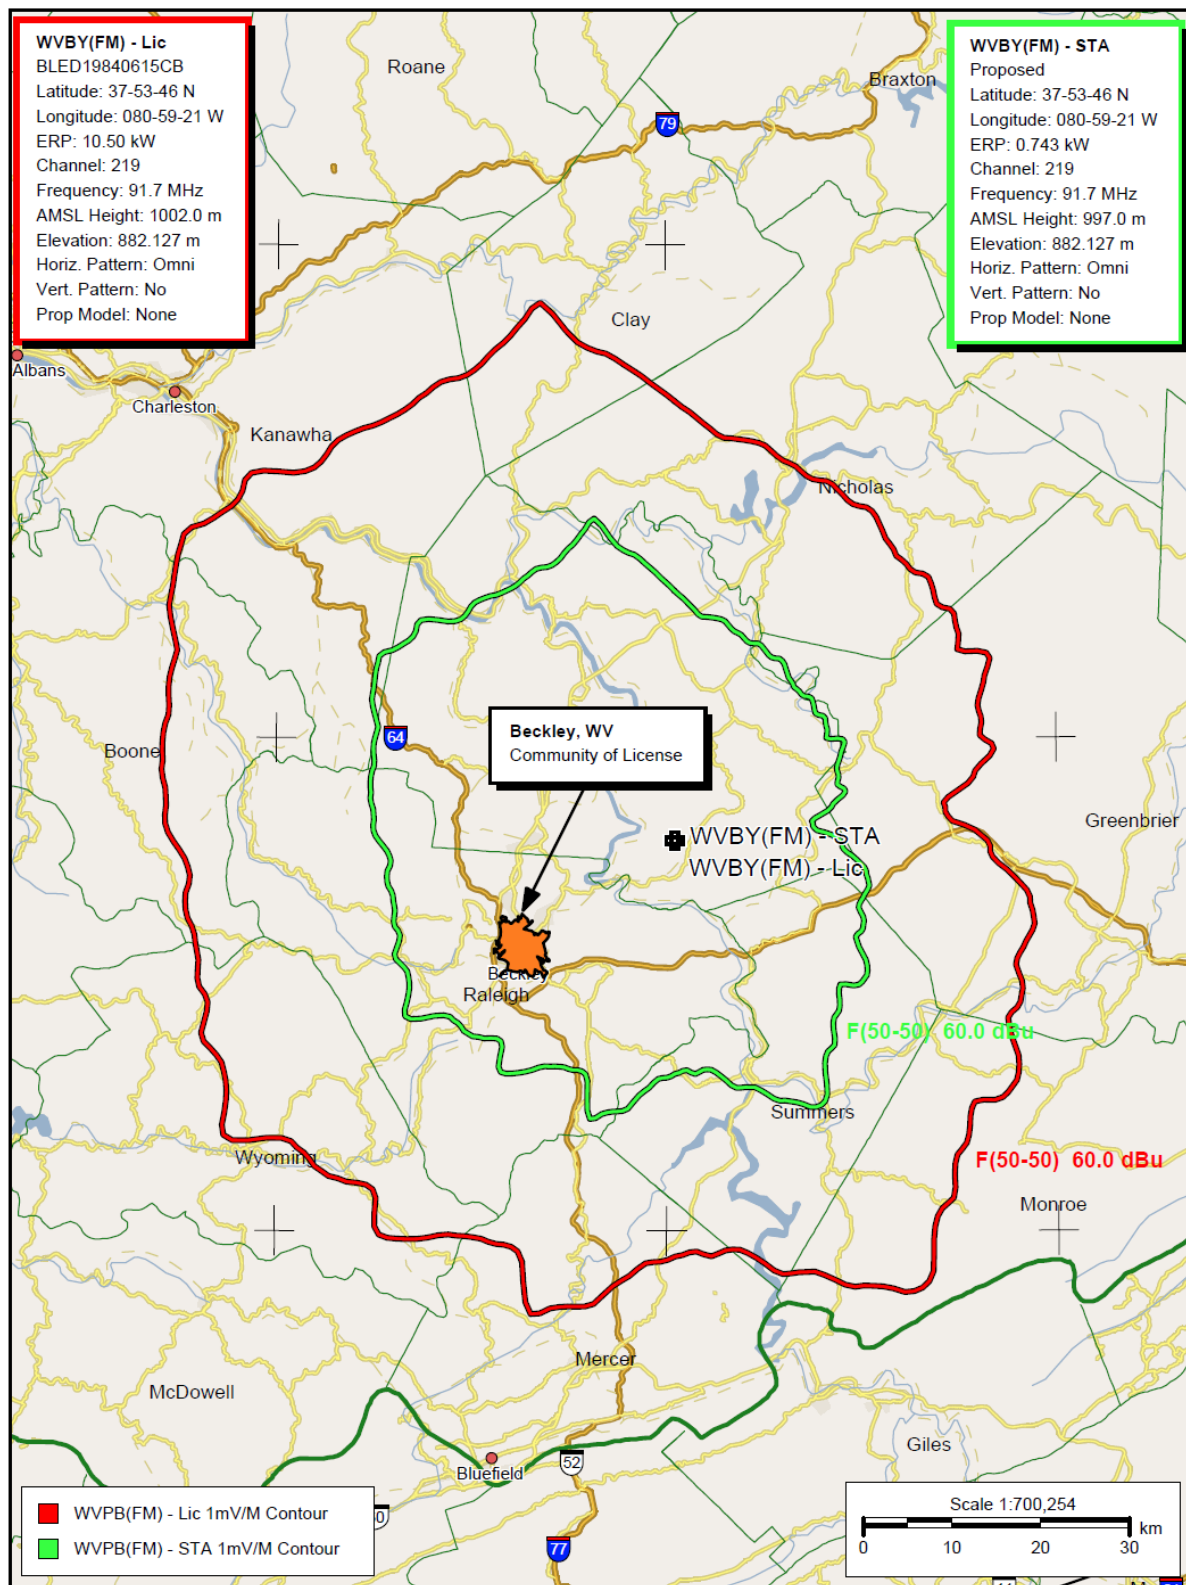 WVBY(FM) - Lic
BLED19840615CB
Latitude: 37-53-46 N
Longitude: 080-59-21 W
ERP: 10.50 kW
Channel: 219
Frequency: 91.7 MHz
AMSL Height: 1002.0 m
Elevation: 882.127 m
Horiz. Pattern: Omni
Vert. Pattern: No
Prop Model: None
WVBY(FM) - STA
Proposed
Latitude: 37-53-46 N
Longitude: 080-59-21 W
ERP: 0.743 kW
Channel: 219
Frequency: 91.7 MHz
AMSL Height: 997.0 m
Elevation: 882.127 m
Horiz. Pattern: Omni
Vert. Pattern: No
Prop Model: None
Roane
Braxton
79
Clay
Albans
Charleston
Kanawha
Nicholas
Beckley, WV
Community of License
64
Boone
Greenbrier
WVBY(FM) - STA
WVBY(FM) - Lic
Beckley
Raleigh
F(50-50) 60.0 dBu
Summers
Wyoming
F(50-50) 60.0 dBu
Monroe
Mercer
McDowell
Giles
Bluefield
52
77
WVPB(FM) - Lic 1mV/M Contour
WVPB(FM) - STA 1mV/M Contour
Scale 1:700,254
km
0 10 20 30